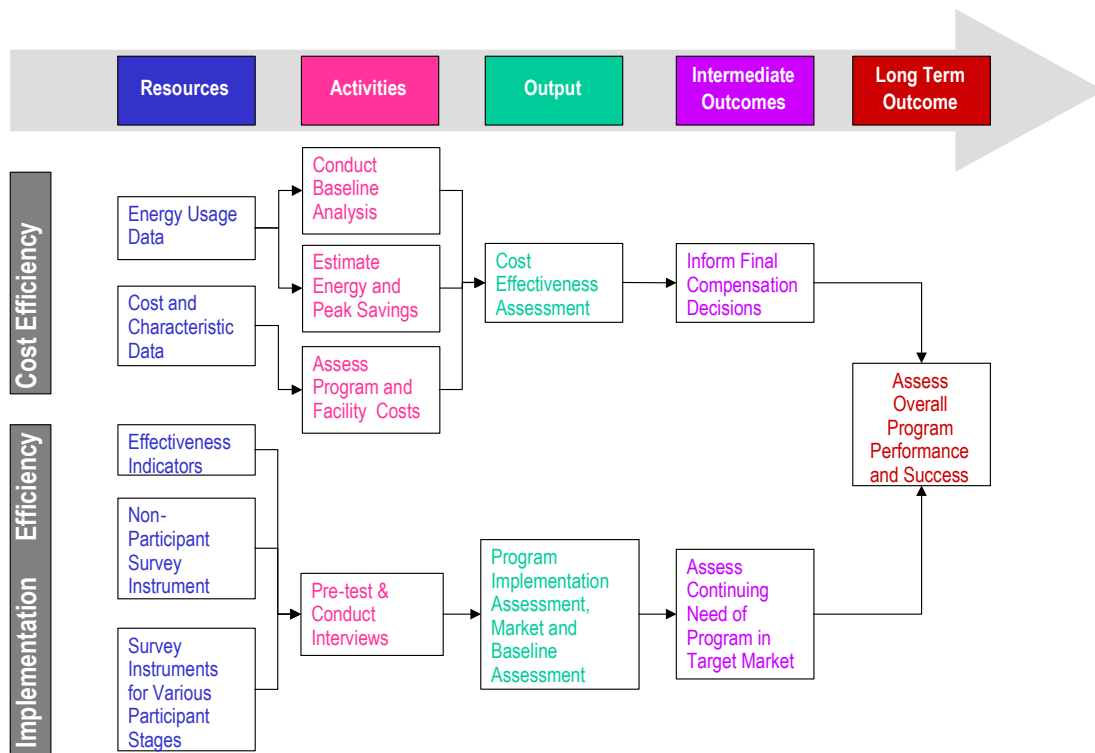 Resources
Activities
Output
Intermediate
Outcomes
Long Term
Outcome
Cost Efficiency
Energy Usage
Data
Cost and
Characteristic
Data
Conduct
Baseline
Analysis
Estimate
Energy and
Peak Savings
Assess
Program and
Facility Costs
Cost
Effectiveness
Assessment
Inform Final
Compensation
Decisions
Assess
Overall
Program
Performance
and Success
Implementation Efficiency
Effectiveness
Indicators
Non-
Participant
Survey
Instrument
Survey
Instruments
for Various
Participant
Stages
Pre-test &
Conduct
Interviews
Program
Implementation
Assessment,
Market and
Baseline
Assessment
Assess
Continuing
Need of
Program in
Target Market